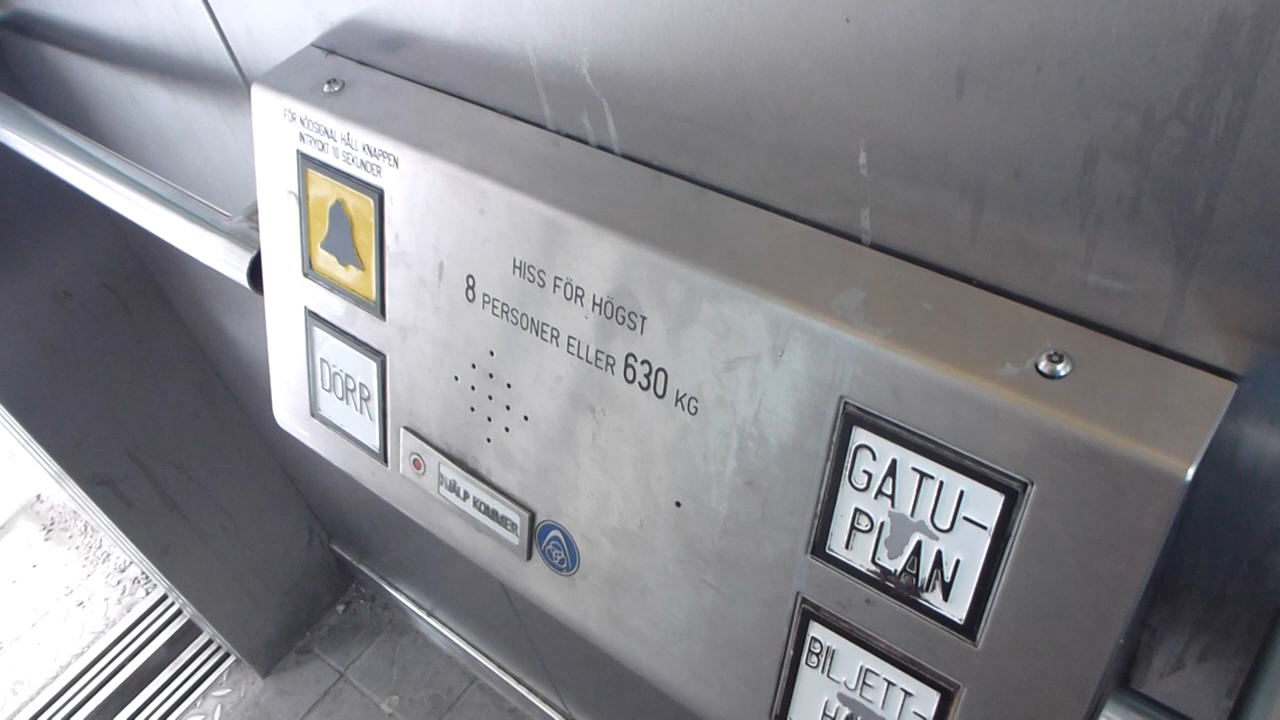 FÖR NÖDSIGNAL HÅLL KNAPPEN
INTRYCKT 10 SEKUNDER
HISS FÖR HÖGST
8 PERSONER ELLER 630 KG
DÖRR
HJÄLP KOMMER
GATU-
PLAN
BILJETT-